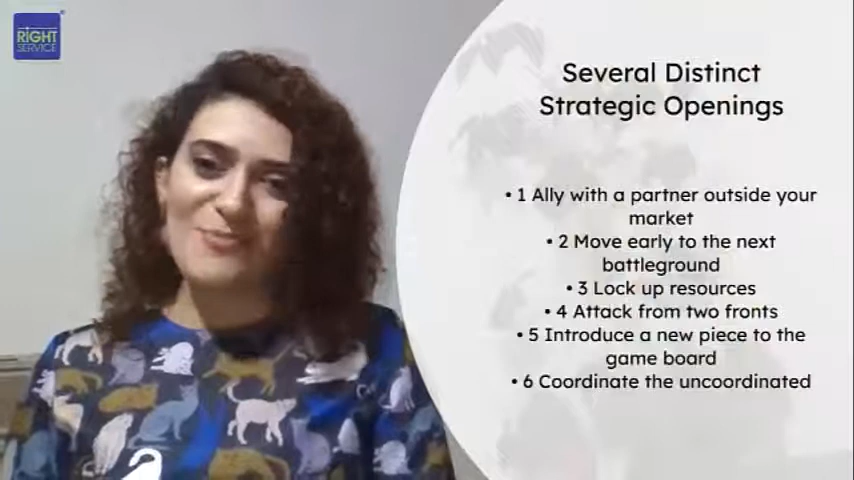 RIGHT
SERVICE
Several Distinct
Strategic Openings
• 1 Ally with a partner outside your
market
• 2 Move early to the next
battleground
• 3 Lock up resources
• 4 Attack from two fronts
• 5 Introduce a new piece to the
game board
• 6 Coordinate the uncoordinated